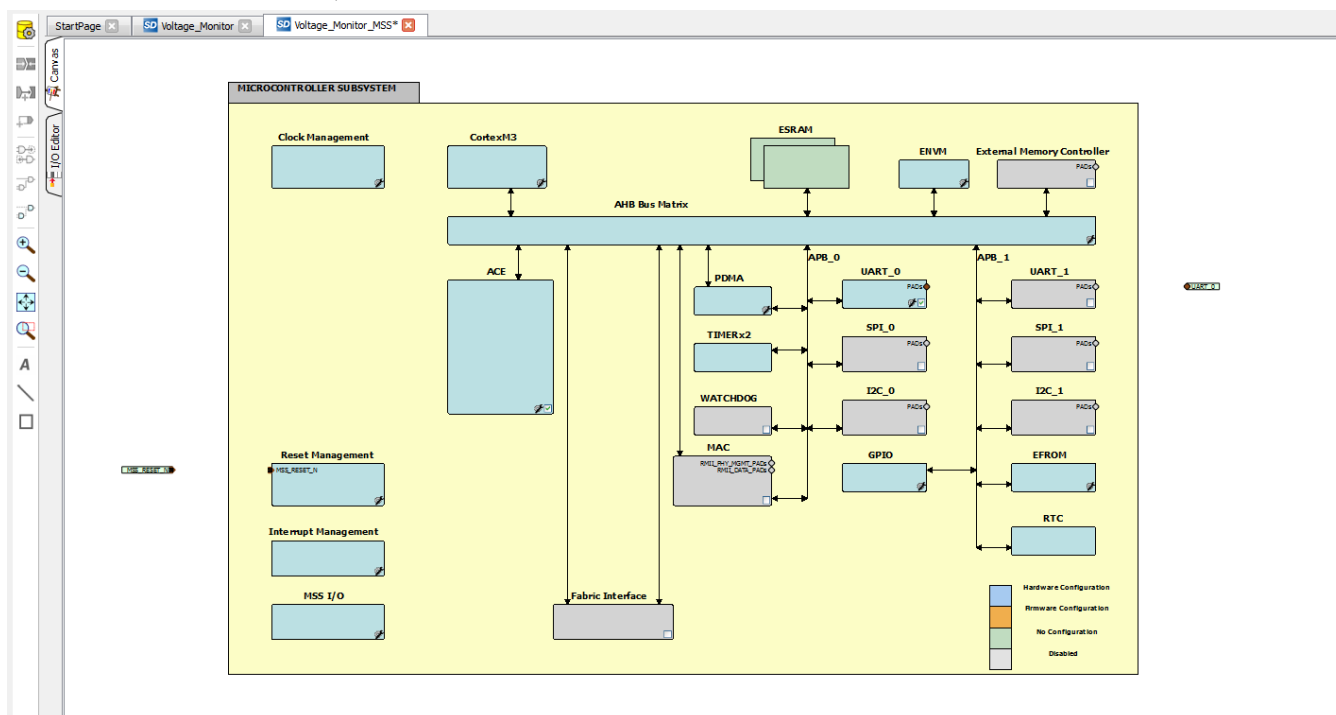 StartPage
SD Voltage_Monitor
SD Voltage_Monitor_MSS*
Canvas
I/O Editor
A
MICROCONTROLLER SUBSYSTEM
Clock Management
CortexM3
ESRAM
ENVM
External Memory Controller
PADs
AHB Bus Matrix
ACE
PDMA
APB_0
UART_0
PADs
APB_1
UART_1
PADs
UART_0
TIMERx2
SPI_0
PADs
SPI_1
PADs
WATCHDOG
I2C_0
PADs
I2C_1
PADs
MSS_RESET_N
Reset Management
MSS_RESET_N
MAC
RMII_PHY_MGMT_PADs
RMII_DATA_PADs
GPIO
EFROM
RTC
Interrupt Management
MSS I/O
Fabric Interface
Hardware Configuration
Firmware Configuration
No Configuration
Disabled